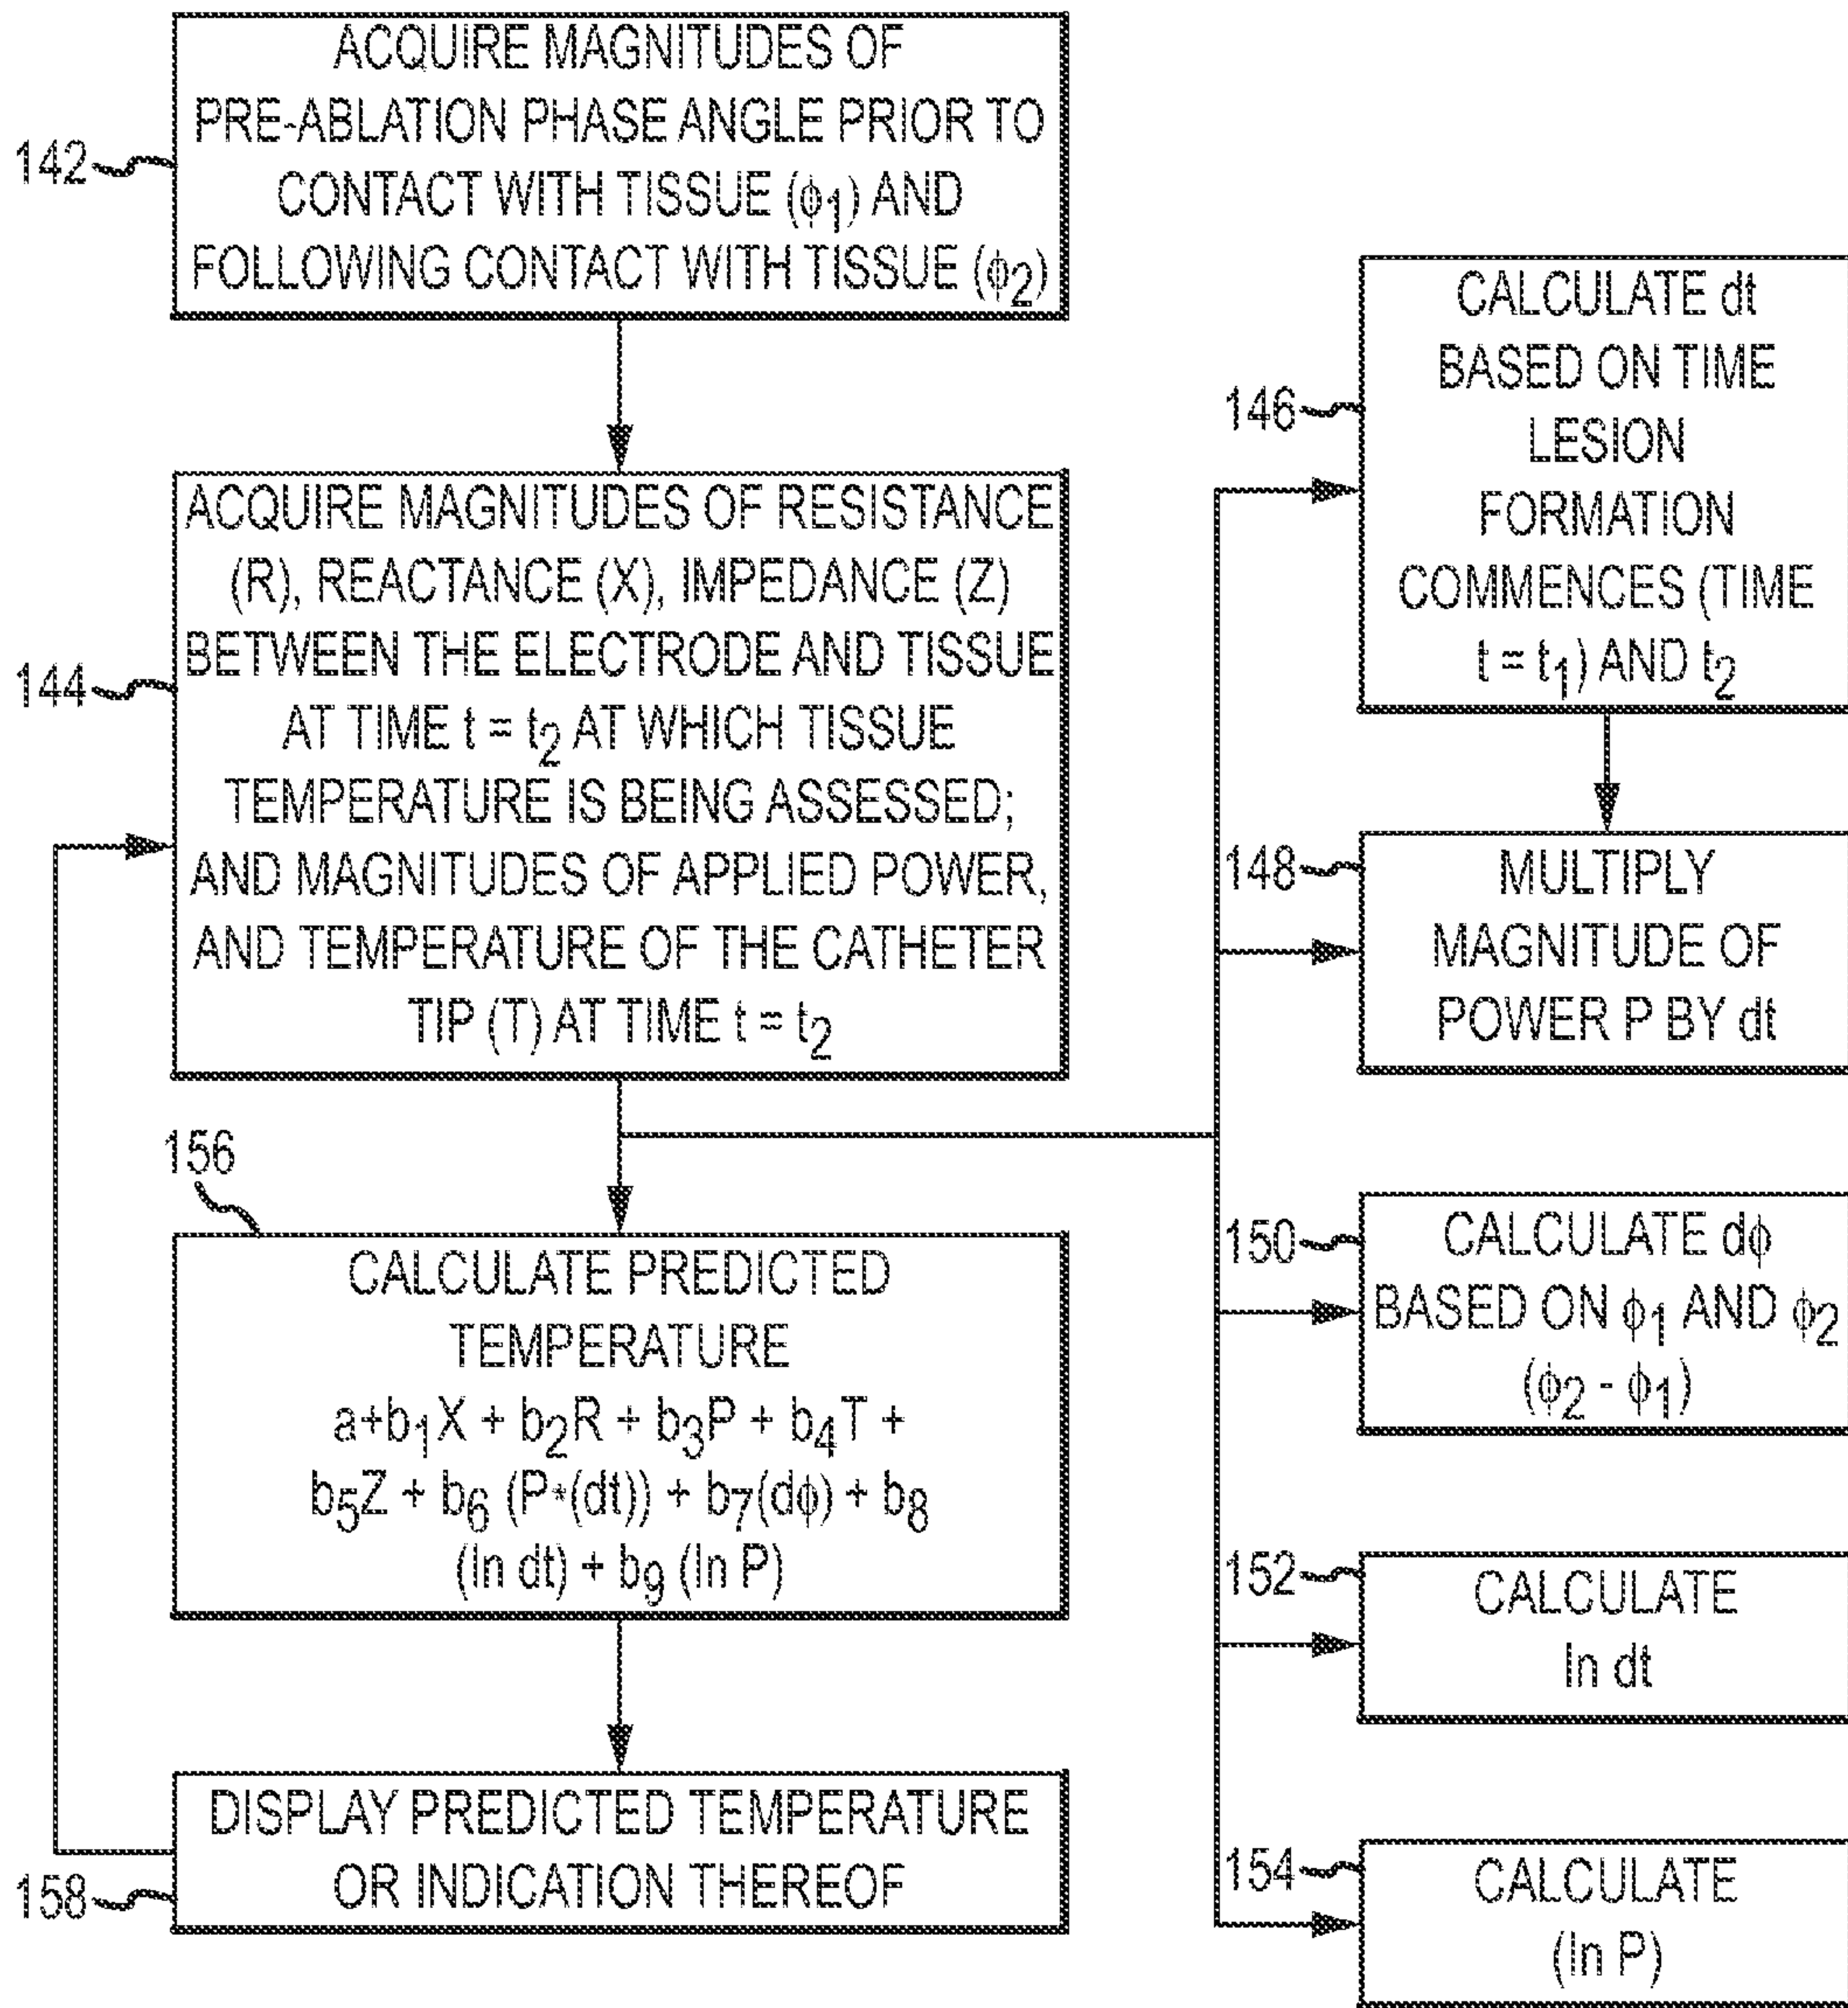 142
ACQUIRE MAGNITUDES OF
PRE-ABLATION PHASE ANGLE PRIOR TO
CONTACT WITH TISSUE (ϕ1) AND
FOLLOWING CONTACT WITH TISSUE (ϕ2)
144
ACQUIRE MAGNITUDES OF RESISTANCE
(R), REACTANCE (X), IMPEDANCE (Z)
BETWEEN THE ELECTRODE AND TISSUE
AT TIME t = t2 AT WHICH TISSUE
TEMPERATURE IS BEING ASSESSED;
AND MAGNITUDES OF APPLIED POWER,
AND TEMPERATURE OF THE CATHETER
TIP (T) AT TIME t = t2
156
CALCULATE PREDICTED
TEMPERATURE
a+b1X + b2R + b3P + b4T +
b5Z + b6 (P*(dt)) + b7(dϕ) + b8
(ln dt) + b9 (ln P)
158
DISPLAY PREDICTED TEMPERATURE
OR INDICATION THEREOF
146
CALCULATE dt
BASED ON TIME
LESION
FORMATION
COMMENCES (TIME
t = t1) AND t2
148
MULTIPLY
MAGNITUDE OF
POWER P BY dt
150
CALCULATE dϕ
BASED ON ϕ1 AND ϕ2
(ϕ2 - ϕ1)
152
CALCULATE
ln dt
154
CALCULATE
(ln P)